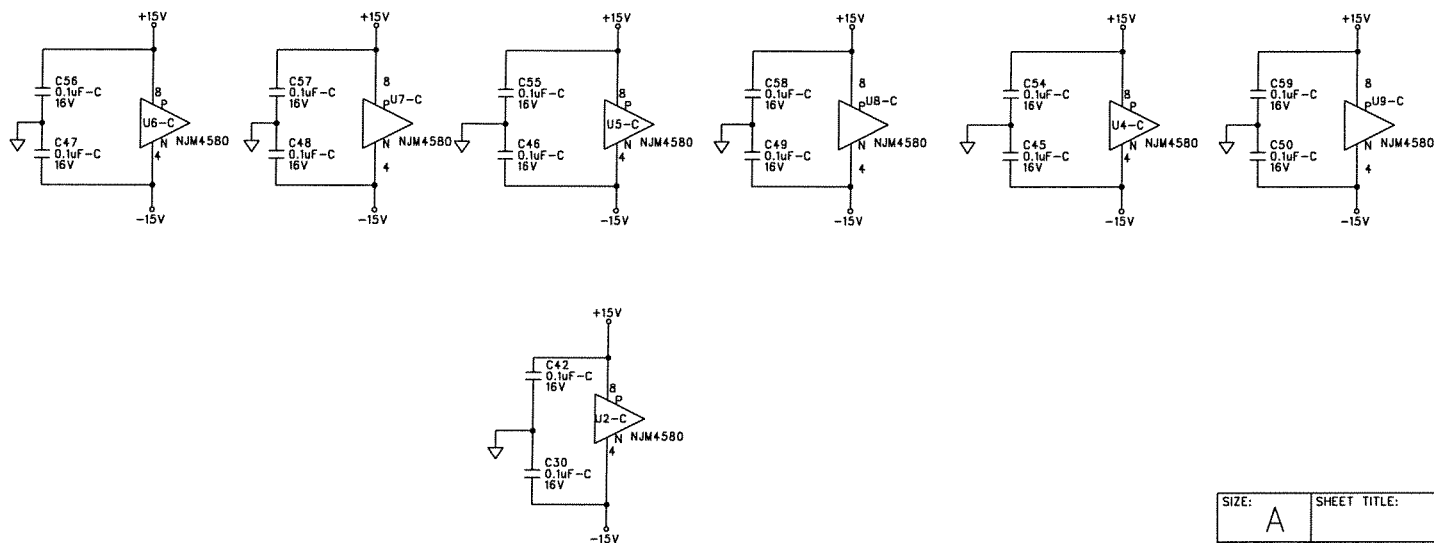 +15V
C56
0.1uF-C
16V
8
P
U6-C
N
NJM4580
C47
0.1uF-C
16V
4
-15V
+15V
C57
0.1uF-C
16V
8
P
U7-C
N
NJM4580
C48
0.1uF-C
16V
4
-15V
+15V
C55
0.1uF-C
16V
8
P
U5-C
N
NJM4580
C46
0.1uF-C
16V
4
-15V
+15V
C58
0.1uF-C
16V
8
P
U8-C
N
NJM4580
C49
0.1uF-C
16V
4
-15V
+15V
C54
0.1uF-C
16V
8
P
U4-C
N
NJM4580
C45
0.1uF-C
16V
4
-15V
+15V
C59
0.1uF-C
16V
8
P
U9-C
N
NJM4580
C50
0.1uF-C
16V
4
-15V
+15V
C42
0.1uF-C
16V
8
P
U2-C
N
NJM4580
4
C30
0.1uF-C
16V
-15V
SIZE:
A
SHEET TITLE: